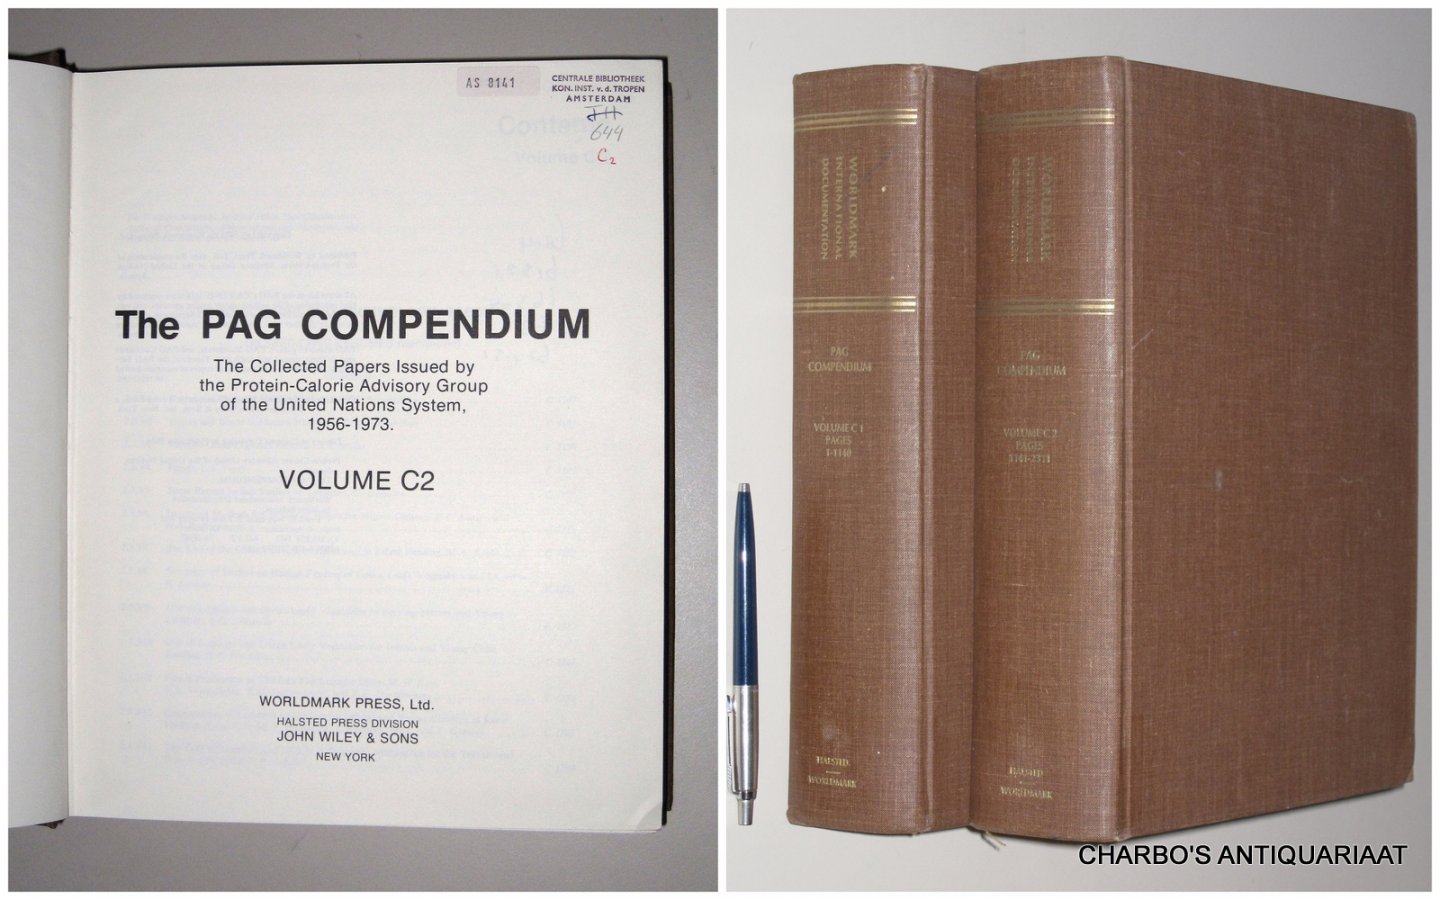 AS 8141
CENTRALE BIBLIOTHEEK
KON. INST. v. d. TROPEN
AMSTERDAM
644
C2
The PAG COMPENDIUM
The Collected Papers Issued by
the Protein-Calorie Advisory Group
of the United Nations System,
1956-1973.
VOLUME C2
WORLDMARK PRESS, Ltd.
HALSTED PRESS DIVISION
JOHN WILEY & SONS
NEW YORK
WORLDMARK
INTERNATIONAL
DOCUMENTATION
PAG
COMPENDIUM
VOLUME C 1
PAGES
1-1140
HALSTED
WORLDMARK
WORLDMARK
INTERNATIONAL
DOCUMENTATION
PAG
COMPENDIUM
VOLUME C 2
PAGES
1141-2311
HALSTED
WORLDMARK
CHARBO'S ANTIQUARIAAT